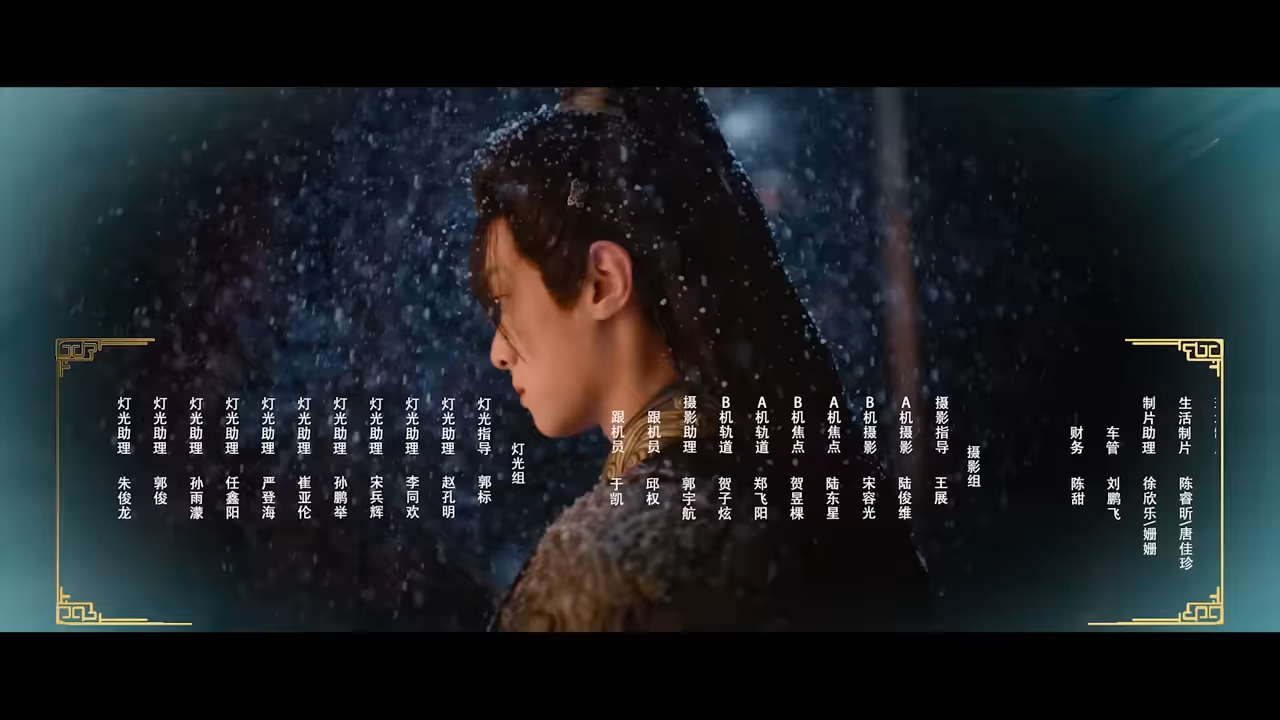 生活制片 陈睿昕\唐佳珍
制片助理 徐欣乐\姗姗
车管 刘鹏飞
财务 陈甜
摄影组
摄影指导 王展
A机摄影 陆俊维
B机摄影 宋容光
A机焦点 陆东星
B机焦点 贺昱棵
A机轨道 郑飞阳
B机轨道 贺子炫
摄影助理 郭宇航
跟机员 邱权
跟机员 于凯
灯光组
灯光指导 郭标
灯光助理 赵孔明
灯光助理 李同欢
灯光助理 宋兵辉
灯光助理 孙鹏举
灯光助理 崔亚伦
灯光助理 严登海
灯光助理 任鑫阳
灯光助理 孙雨濛
灯光助理 郭俊
灯光助理 朱俊龙